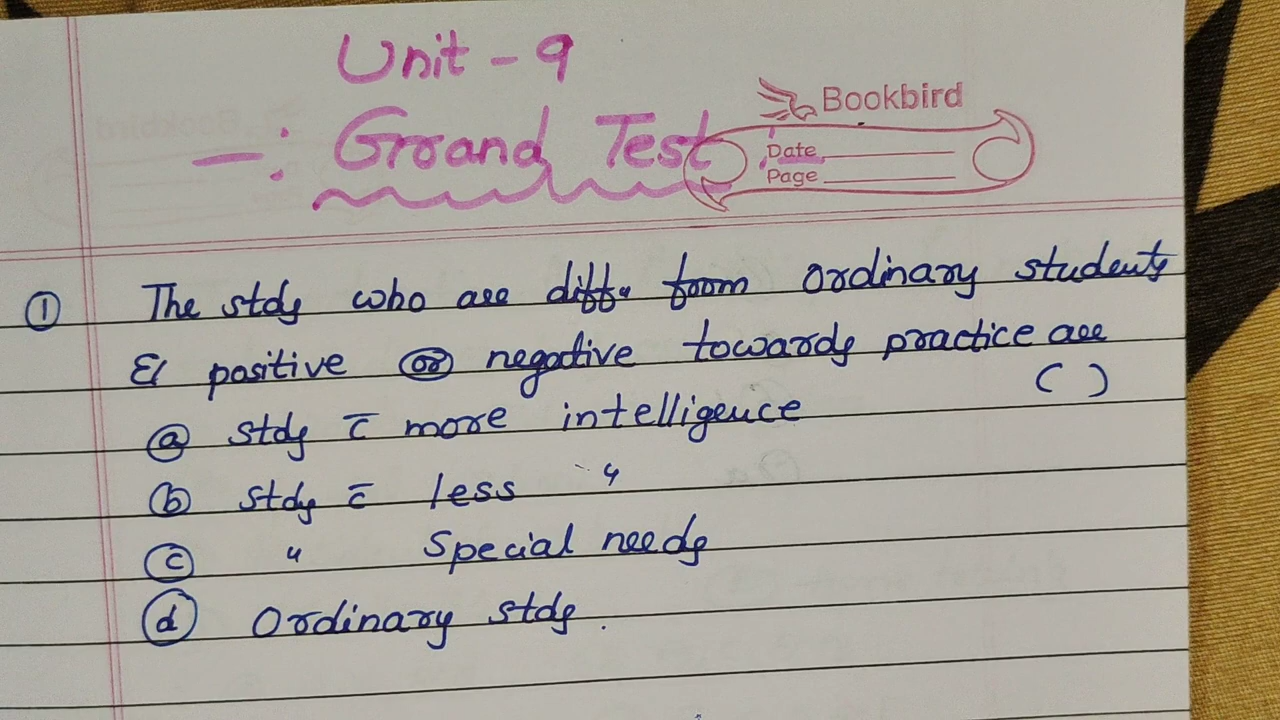 Unit - 9
Bookbird
-: Grand Test
Date
Page
① The stds who are diff. from ordinary students
& positive or negative towards practice are
( )
ⓐ stds c̄ more intelligence
ⓑ stds c̄ less "
ⓒ " Special needs
ⓓ Ordinary stds.